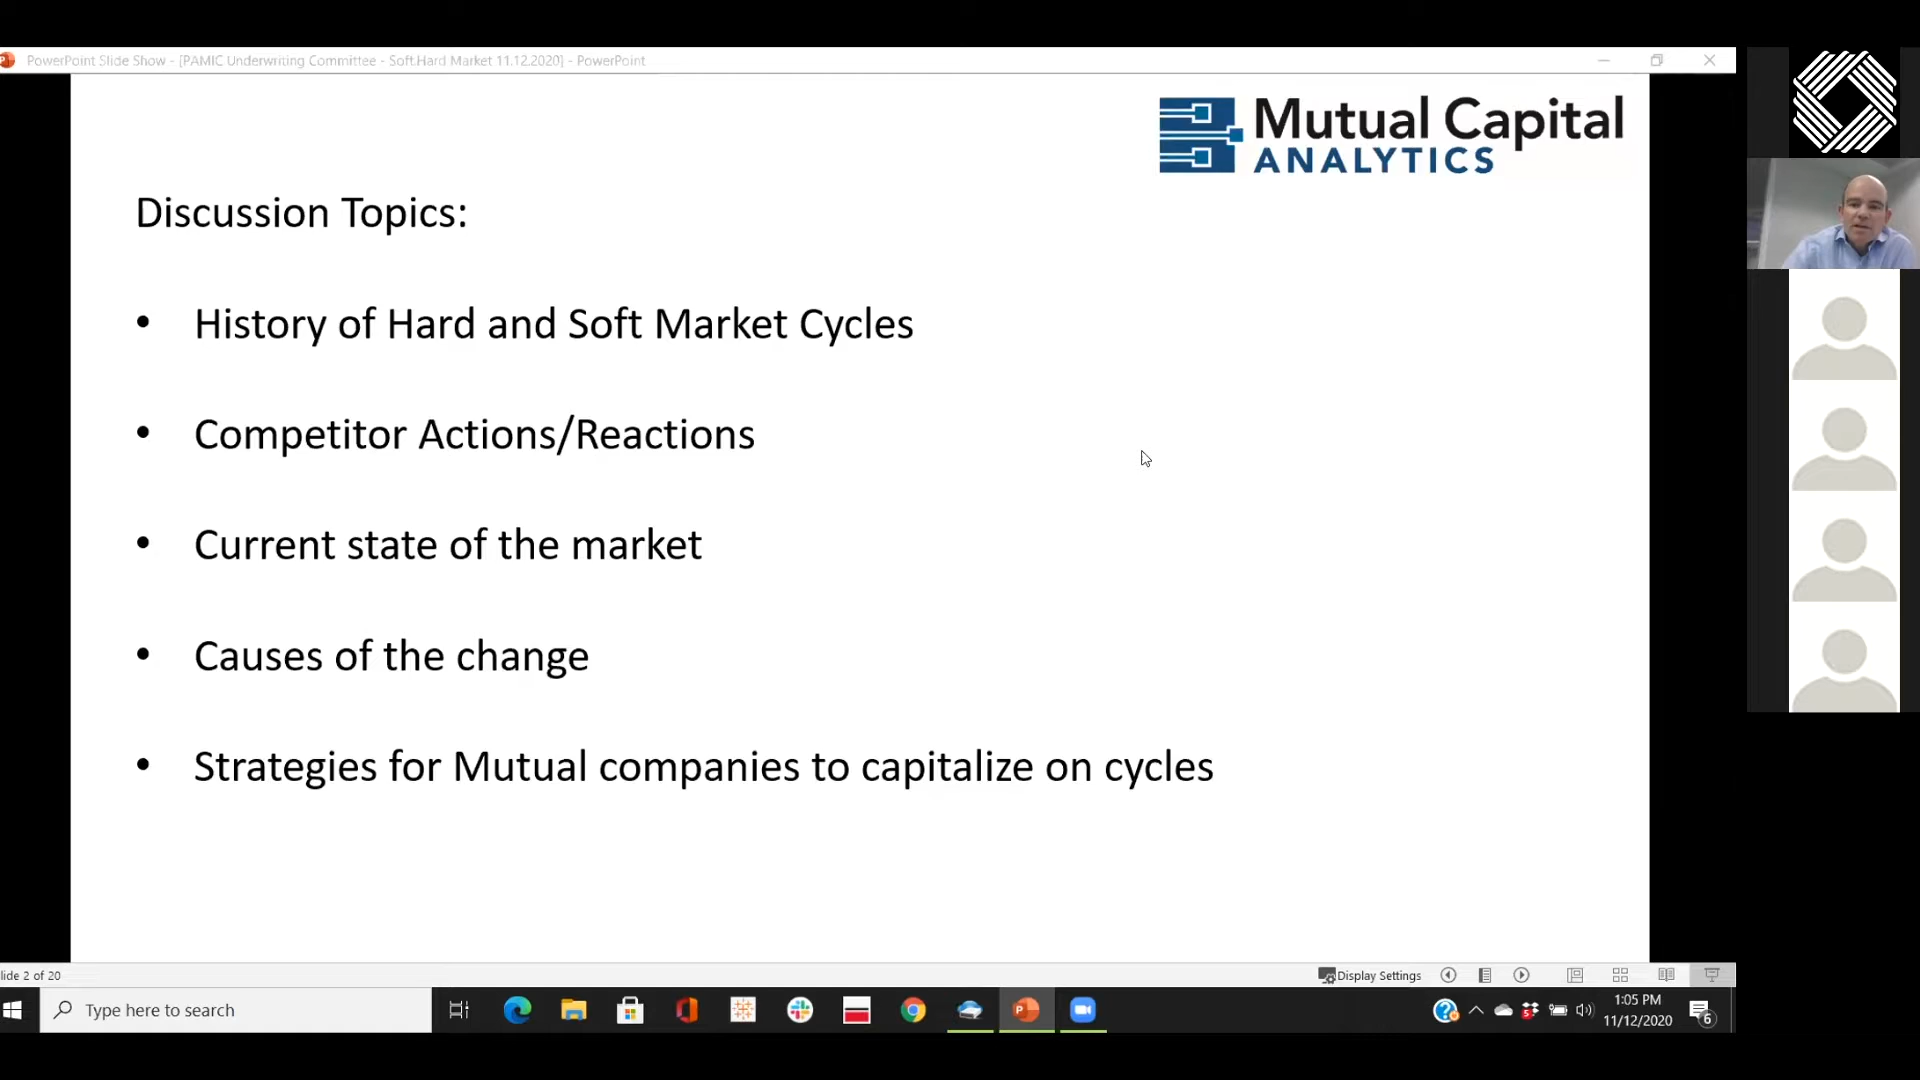 PowerPoint Slide Show - [PAMIC Underwriting Committee - Soft.Hard Market 11.12.2020] - PowerPoint
Mutual Capital
ANALYTICS
Discussion Topics:
• History of Hard and Soft Market Cycles
• Competitor Actions/Reactions
• Current state of the market
• Causes of the change
• Strategies for Mutual companies to capitalize on cycles
lide 2 of 20
Display Settings
Type here to search
1:05 PM
11/12/2020
6